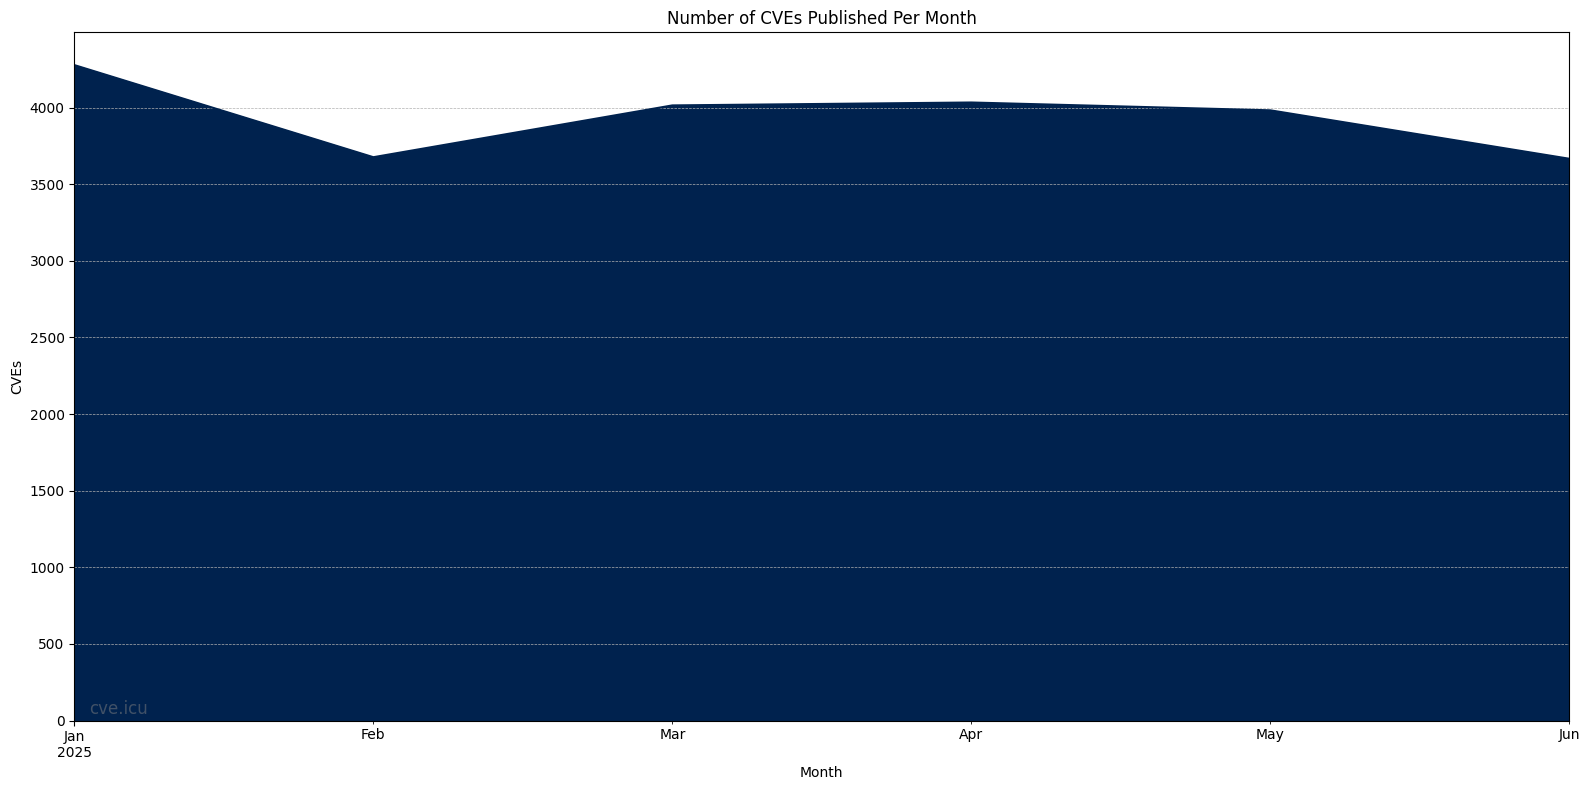 Number of CVEs Published Per Month
CVEs
4000
3500
3000
2500
2000
1500
1000
500
0
cve.icu
Jan
2025
Feb
Mar
Apr
May
Jun
Month